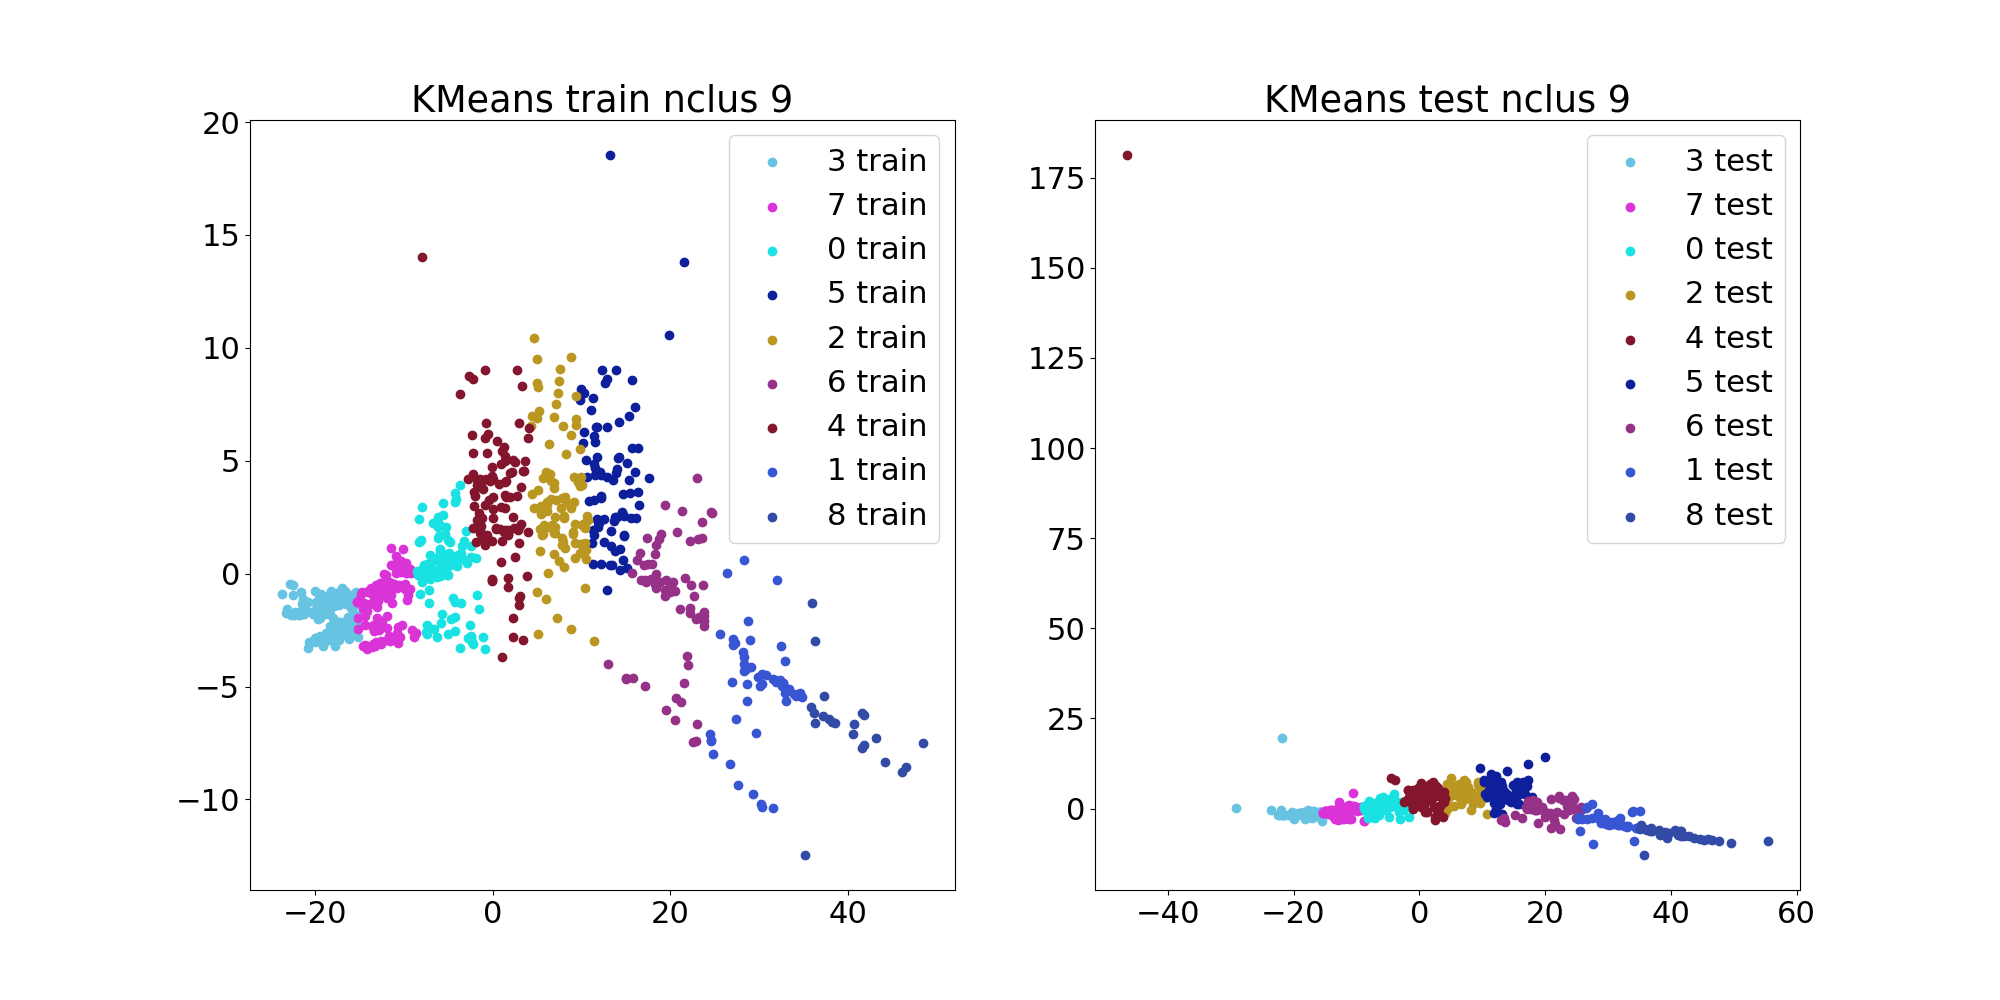 KMeans train nclus 9
20
15
10
5
0
−5
−10
−20
0
20
40
3 train
7 train
0 train
5 train
2 train
6 train
4 train
1 train
8 train
KMeans test nclus 9
175
150
125
100
75
50
25
0
−40
−20
0
20
40
60
3 test
7 test
0 test
2 test
4 test
5 test
6 test
1 test
8 test